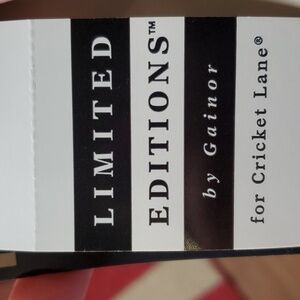 LIMITED
EDITIONS™
by Gainor
for Cricket Lane®